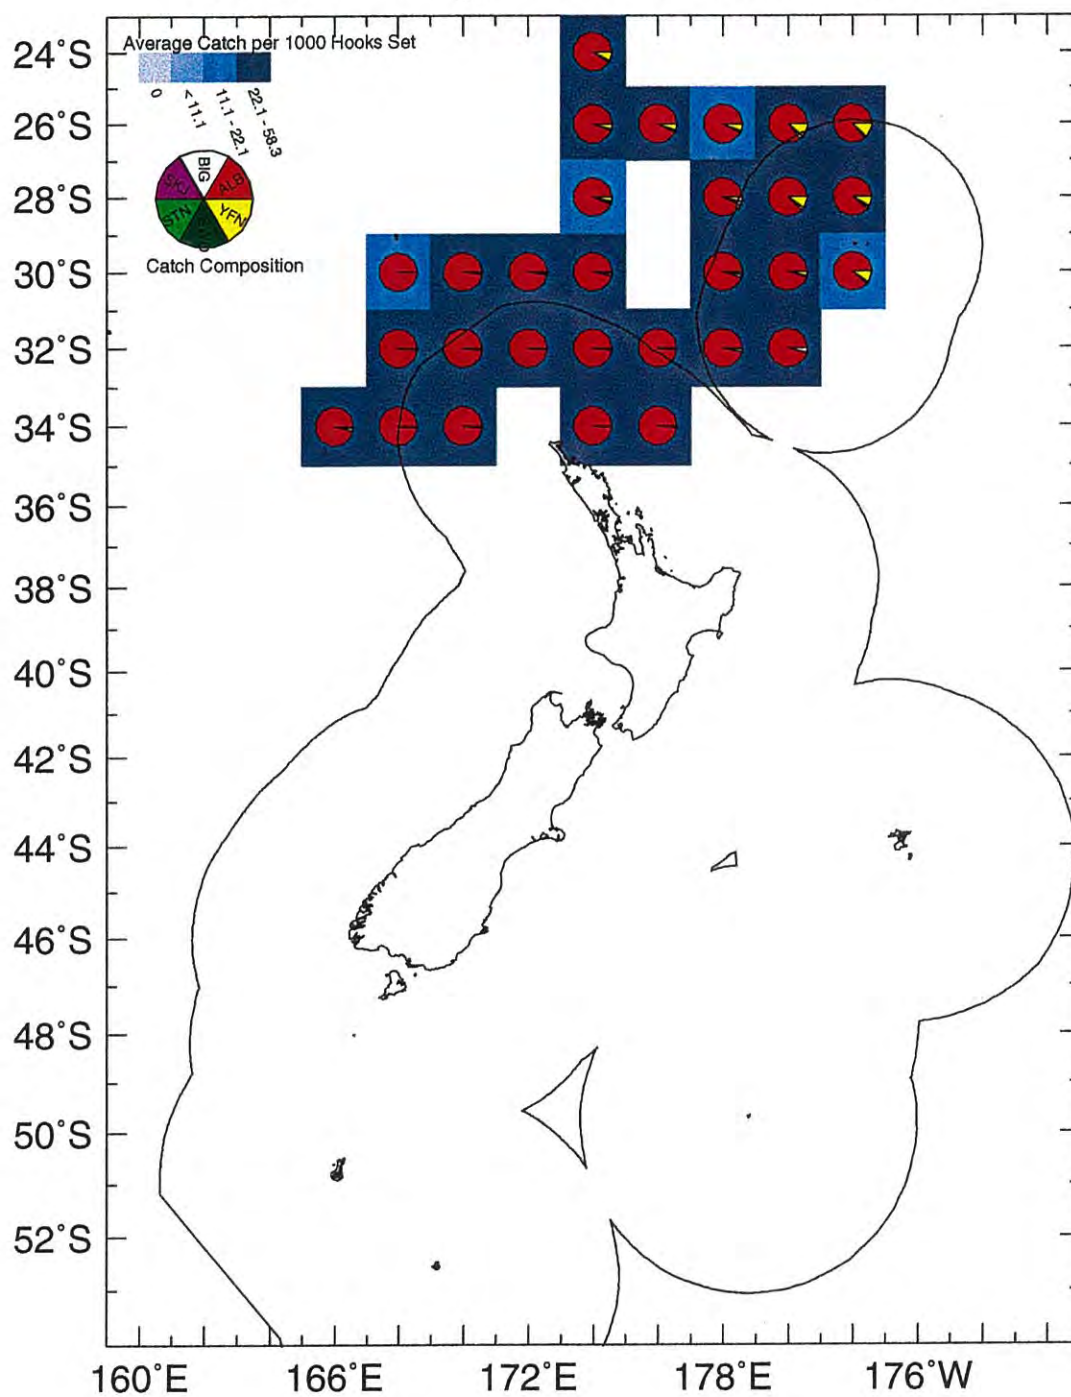 24°S
26°S
28°S
30°S
32°S
34°S
36°S
38°S
40°S
42°S
44°S
46°S
48°S
50°S
52°S
Average Catch per 1000 Hooks Set
0
<11.1
11.1 - 22.1
22.1 - 58.3
SKJ
BIG
ALB
STN
YFN
Catch Composition
160°E
166°E
172°E
178°E
176°W